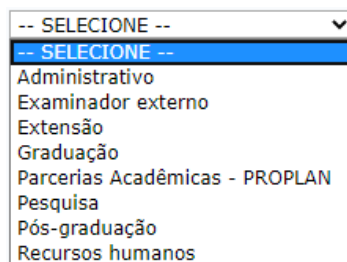 -- SELECIONE --
-- SELECIONE --
Administrativo
Examinador externo
Extensão
Graduação
Parcerias Acadêmicas - PROPLAN
Pesquisa
Pós-graduação
Recursos humanos